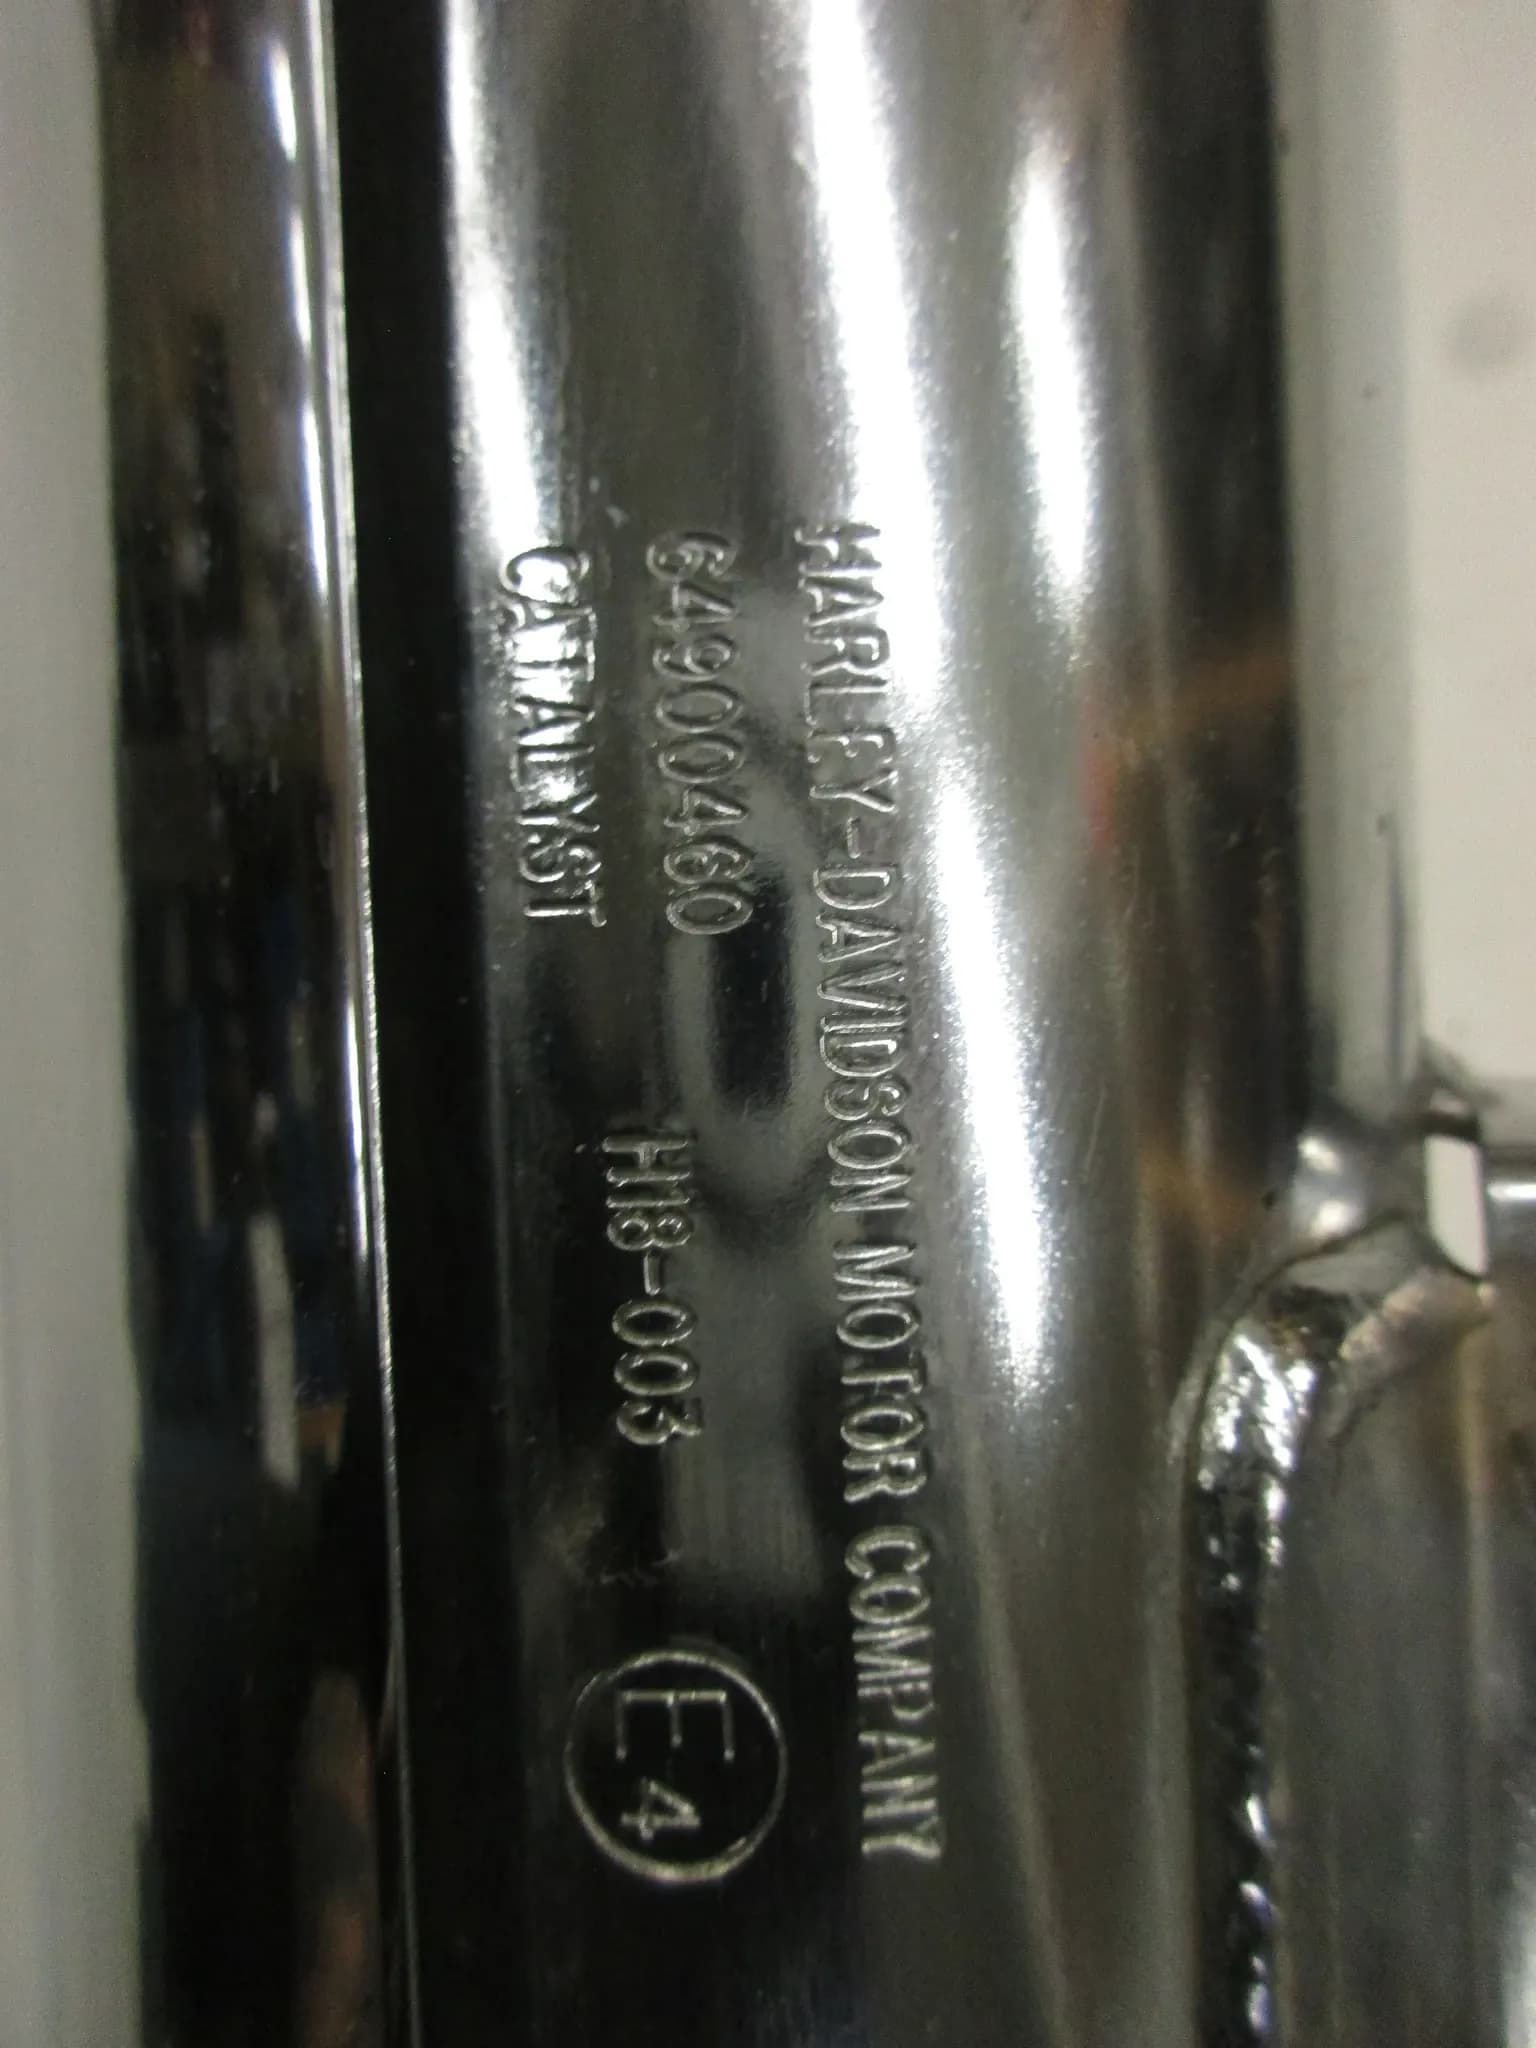 HARLEY-DAVIDSON MOTOR COMPANY
64900460
H18-003
CATALYST
E4